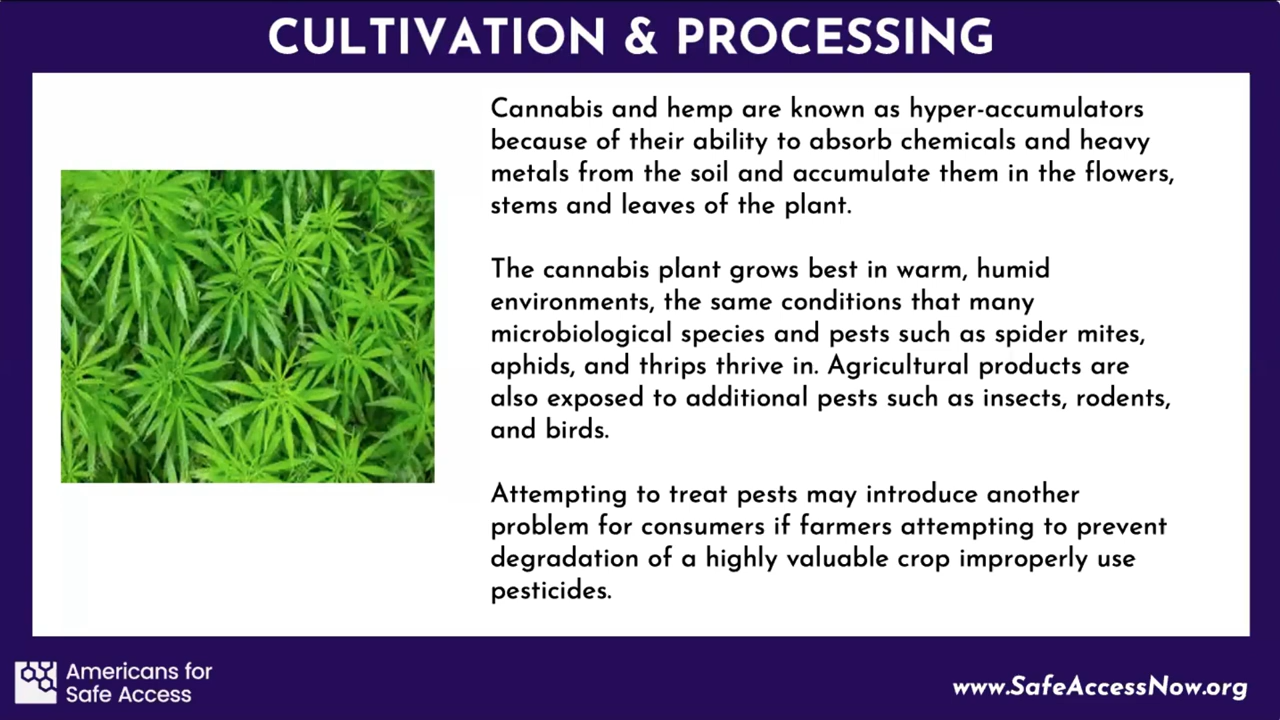 CULTIVATION & PROCESSING
Cannabis and hemp are known as hyper-accumulators
because of their ability to absorb chemicals and heavy
metals from the soil and accumulate them in the flowers,
stems and leaves of the plant.
The cannabis plant grows best in warm, humid
environments, the same conditions that many
microbiological species and pests such as spider mites,
aphids, and thrips thrive in. Agricultural products are
also exposed to additional pests such as insects, rodents,
and birds.
Attempting to treat pests may introduce another
problem for consumers if farmers attempting to prevent
degradation of a highly valuable crop improperly use
pesticides.
Americans for
Safe Access
www.SafeAccessNow.org